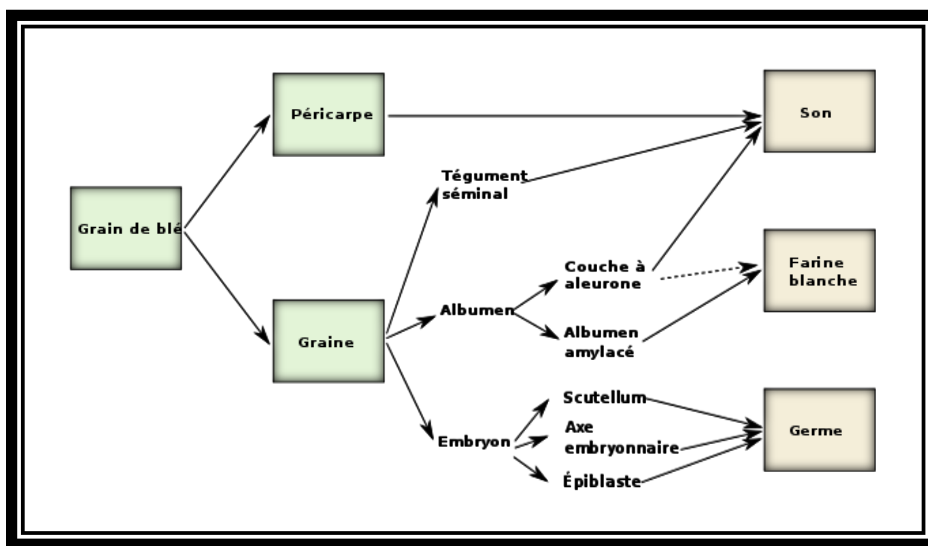 Péricarpe
Son
Tégument
séminal
Grain de blé
Couche à
aleurone
Farine
blanche
Albumen
Albumen
amylacé
Graine
Scutellum
Axe
embryonnaire
Germe
Embryon
Épiblaste